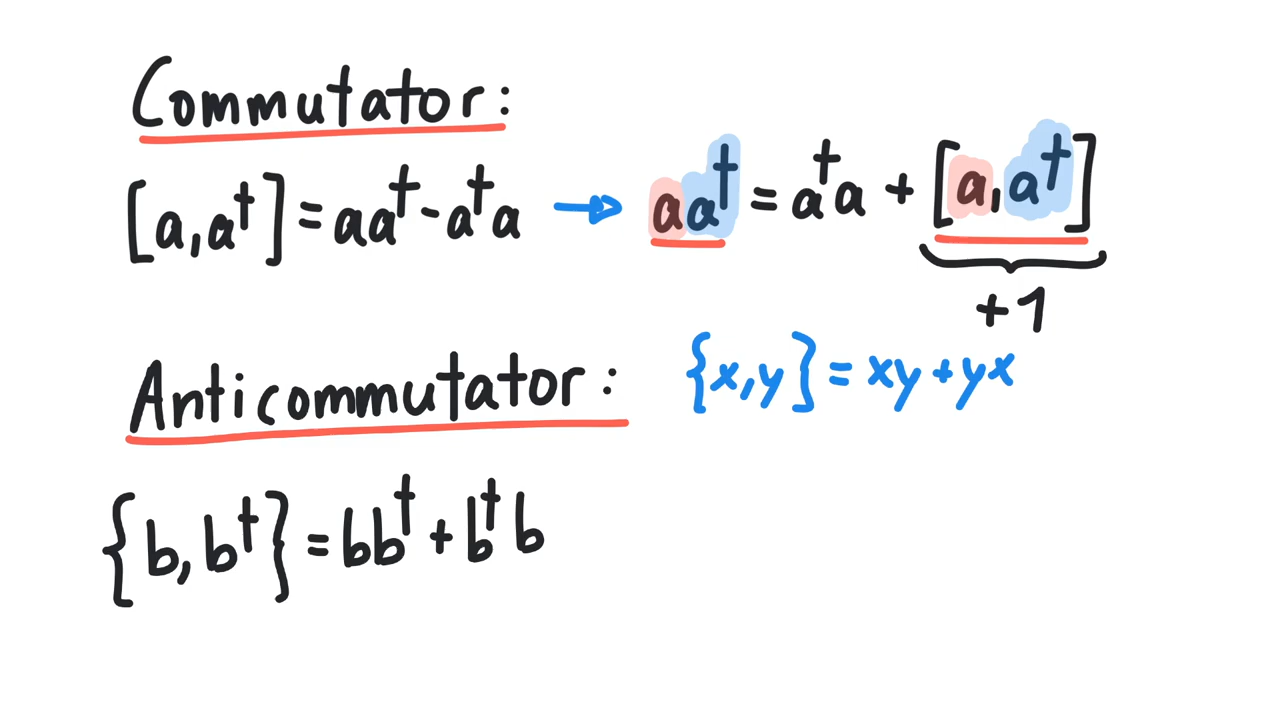 Commutator:
[a, a†] = aa† - a†a → aa† = a†a + [a, a†]
+1
Anticommutator:
{x, y} = xy + yx
{b, b†} = bb† + b†b